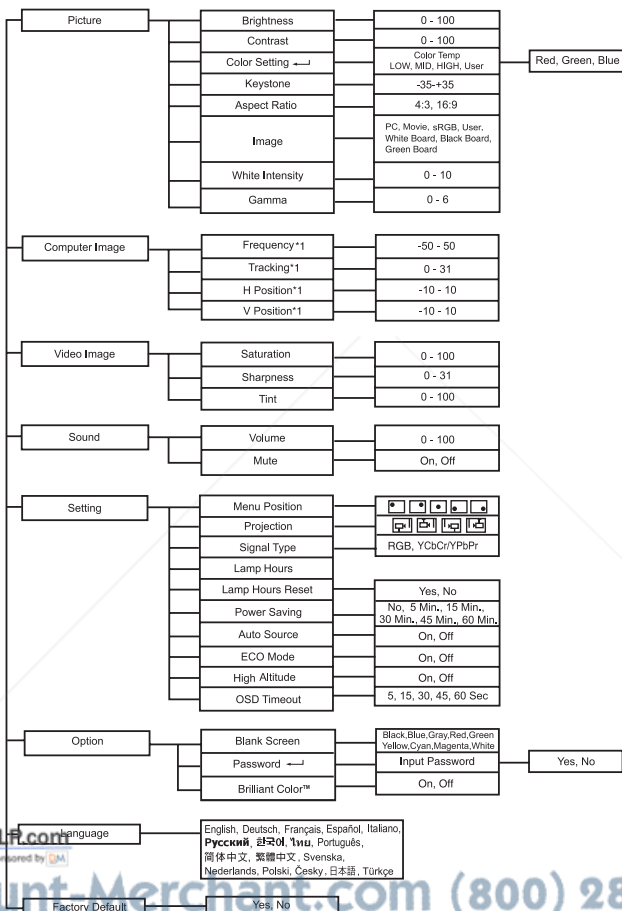 Picture
Brightness
0 - 100
Contrast
0 - 100
Color Setting
Color Temp
LOW, MID, HIGH, User
Red, Green, Blue
Keystone
-35-+35
Aspect Ratio
4:3, 16:9
Image
PC, Movie, sRGB, User,
White Board, Black Board,
Green Board
White Intensity
0 - 10
Gamma
0 - 6
Computer Image
Frequency*1
-50 - 50
Tracking*1
0 - 31
H Position*1
-10 - 10
V Position*1
-10 - 10
Video Image
Saturation
0 - 100
Sharpness
0 - 31
Tint
0 - 100
Sound
Volume
0 - 100
Mute
On, Off
Setting
Menu Position
Projection
Signal Type
RGB, YCbCr/YPbPr
Lamp Hours
Lamp Hours Reset
Yes, No
Power Saving
No, 5 Min., 15 Min.,
30 Min., 45 Min., 60 Min.
Auto Source
On, Off
ECO Mode
On, Off
High Altitude
On, Off
OSD Timeout
5, 15, 30, 45, 60 Sec
Option
Blank Screen
Black,Blue,Gray,Red,Green
Yellow,Cyan,Magenta,White
Password
Input Password
Yes, No
Brilliant Color™
On, Off
Language
English, Deutsch, Français, Español, Italiano,
Русский, 한국어, ไทย, Português,
简体中文, 繁體中文, Svenska,
Nederlands, Polski, Česky, 日本語, Türkçe
Factory Default
Yes, No
.com
sored by DM
unt-Merchant.com (800) 28